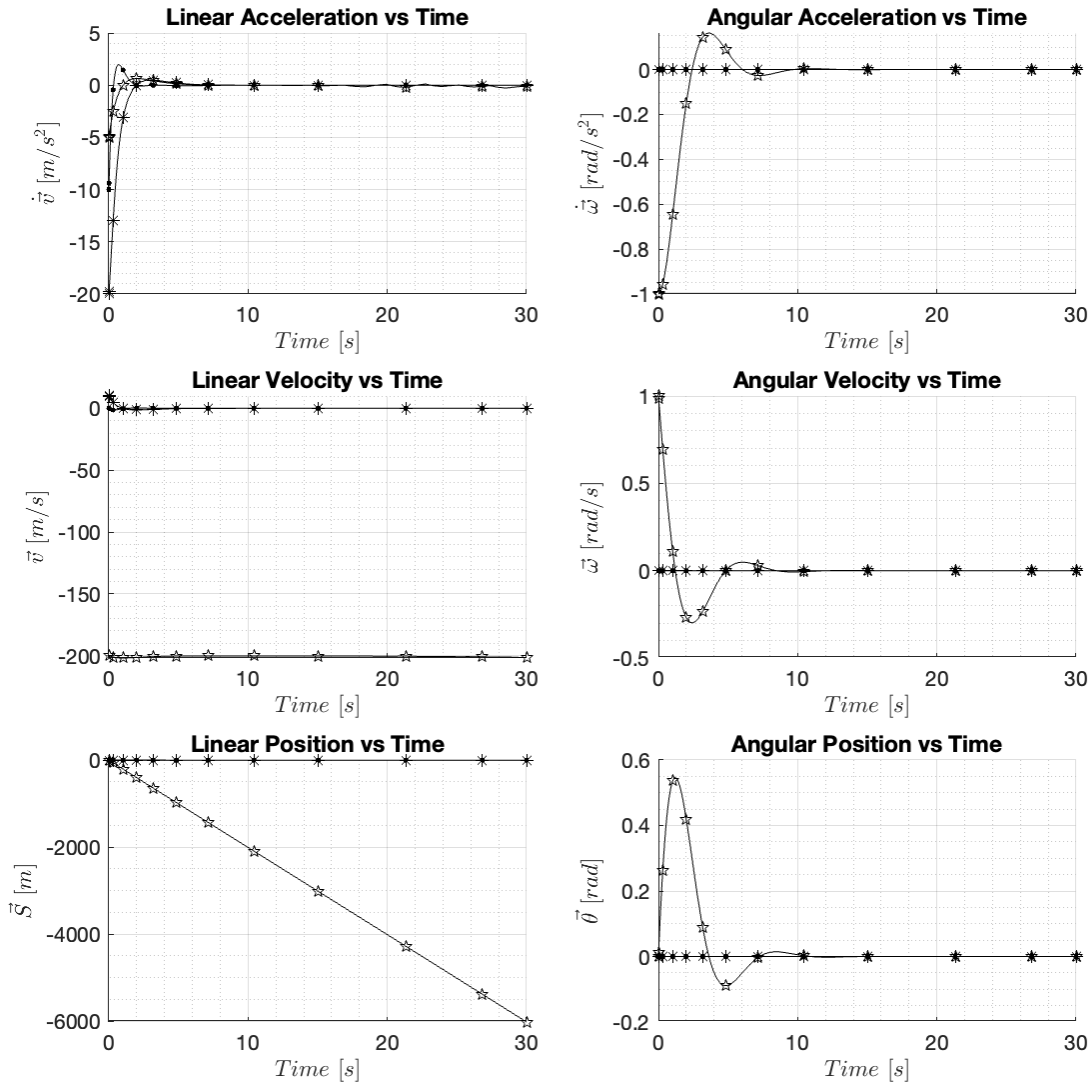 Linear Acceleration vs Time
5
0
-5
-10
-15
-20
v̇⃗ [m/s²]
0 10 20 30
Time [s]
Angular Acceleration vs Time
0
-0.2
-0.4
-0.6
-0.8
-1
ω̇⃗ [rad/s²]
0 10 20 30
Time [s]
Linear Velocity vs Time
0
-50
-100
-150
-200
v⃗ [m/s]
0 10 20 30
Time [s]
Angular Velocity vs Time
1
0.5
0
-0.5
ω⃗ [rad/s]
0 10 20 30
Time [s]
Linear Position vs Time
0
-2000
-4000
-6000
S⃗ [m]
0 10 20 30
Time [s]
Angular Position vs Time
0.6
0.4
0.2
0
-0.2
θ⃗ [rad]
0 10 20 30
Time [s]